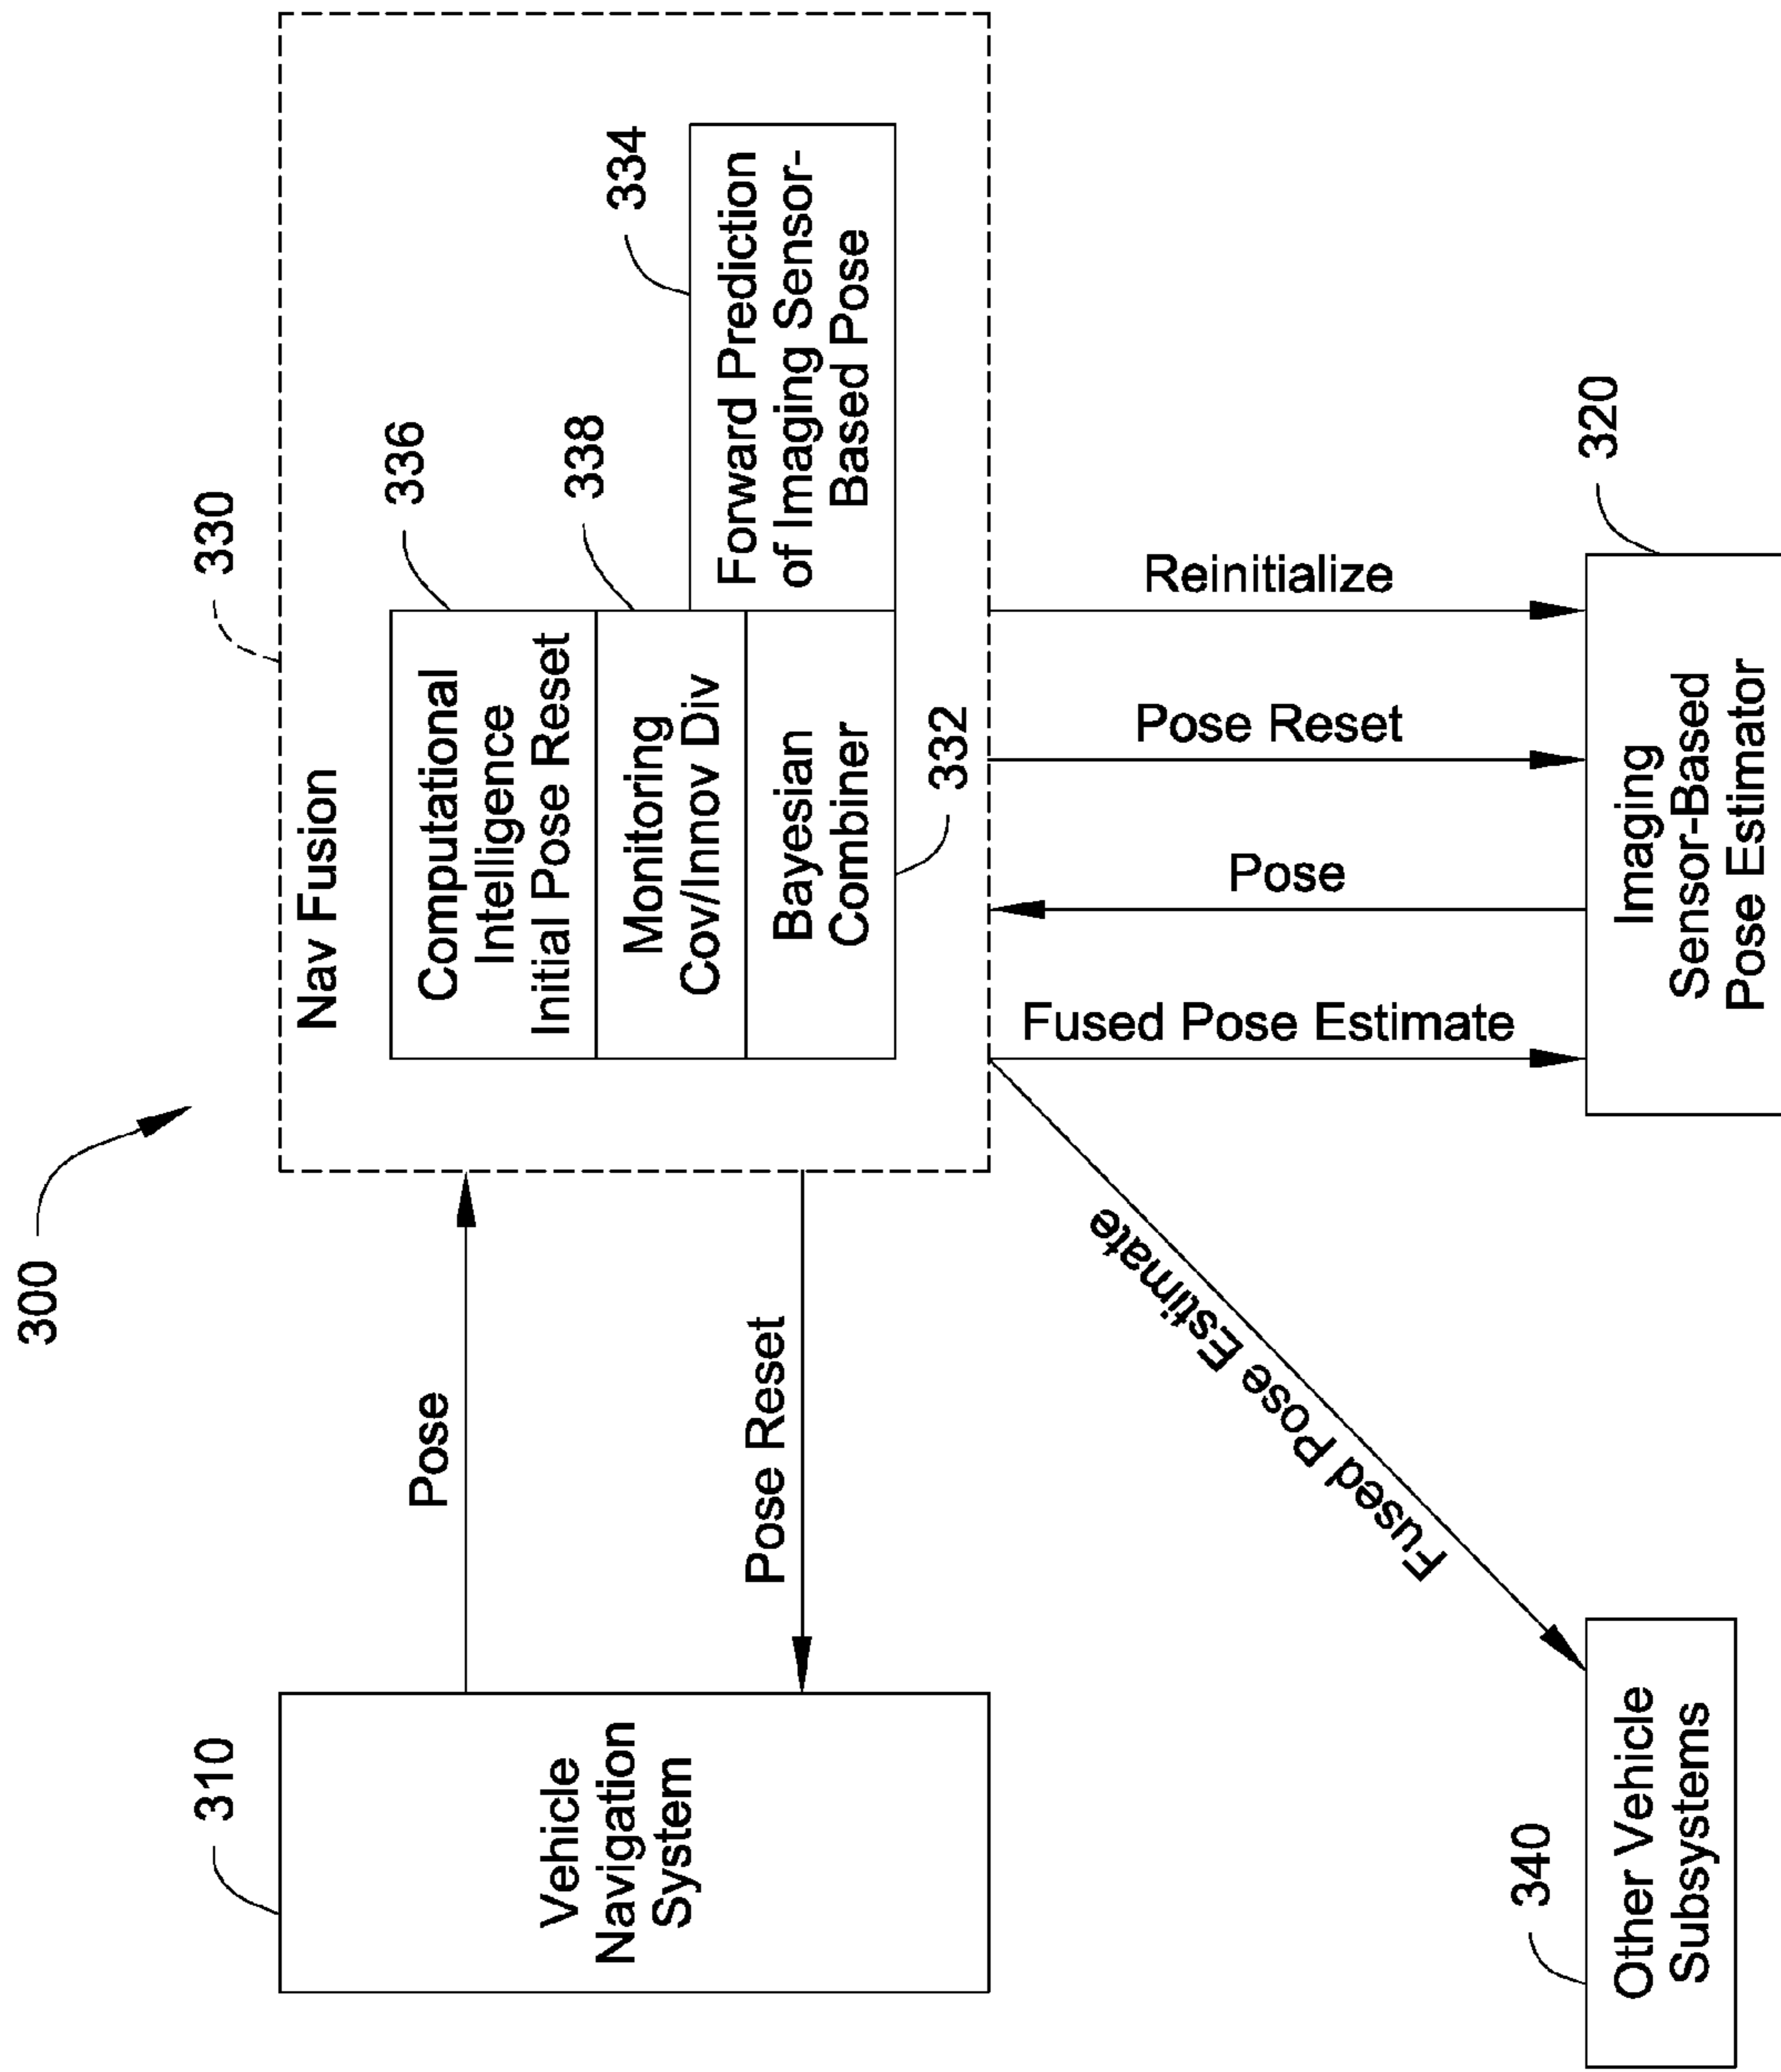 300
310
Vehicle
Navigation
System
Pose
Pose Reset
330
Nav Fusion
336
Computational
Intelligence
Initial Pose Reset
338
Monitoring
Cov/Innov Div
Bayesian
Combiner
332
334
Forward Prediction
of Imaging Sensor-
Based Pose
Fused Pose Estimate
Fused Pose Estimate
Pose
Pose Reset
Reinitialize
340
Other Vehicle
Subsystems
320
Imaging
Sensor-Based
Pose Estimator